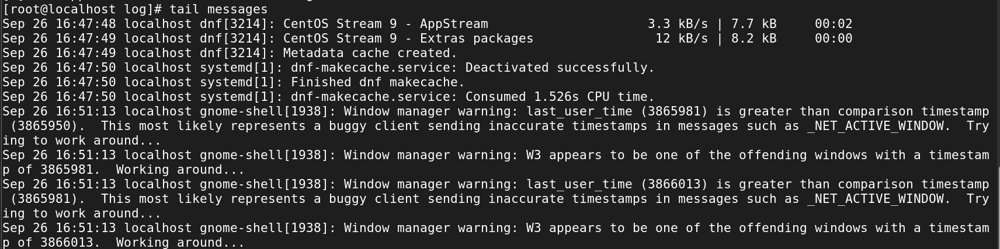 [root@localhost log]# tail messages
Sep 26 16:47:48 localhost dnf[3214]: CentOS Stream 9 - AppStream                     3.3 kB/s | 7.7 kB     00:02
Sep 26 16:47:49 localhost dnf[3214]: CentOS Stream 9 - Extras packages                12 kB/s | 8.2 kB     00:00
Sep 26 16:47:49 localhost dnf[3214]: Metadata cache created.
Sep 26 16:47:50 localhost systemd[1]: dnf-makecache.service: Deactivated successfully.
Sep 26 16:47:50 localhost systemd[1]: Finished dnf makecache.
Sep 26 16:47:50 localhost systemd[1]: dnf-makecache.service: Consumed 1.526s CPU time.
Sep 26 16:51:13 localhost gnome-shell[1938]: Window manager warning: last_user_time (3865981) is greater than comparison timestamp
 (3865950).  This most likely represents a buggy client sending inaccurate timestamps in messages such as _NET_ACTIVE_WINDOW.  Try
ing to work around...
Sep 26 16:51:13 localhost gnome-shell[1938]: Window manager warning: W3 appears to be one of the offending windows with a timestam
p of 3865981.  Working around...
Sep 26 16:51:13 localhost gnome-shell[1938]: Window manager warning: last_user_time (3866013) is greater than comparison timestamp
 (3865981).  This most likely represents a buggy client sending inaccurate timestamps in messages such as _NET_ACTIVE_WINDOW.  Try
ing to work around...
Sep 26 16:51:13 localhost gnome-shell[1938]: Window manager warning: W3 appears to be one of the offending windows with a timestam
p of 3866013.  Working around...